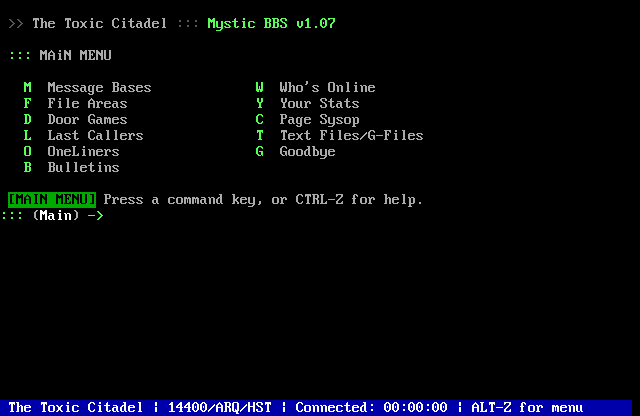 >> The Toxic Citadel ::: Mystic BBS v1.07
::: MAiN MENU
M Message Bases W Who's Online
F File Areas Y Your Stats
D Door Games C Page Sysop
L Last Callers T Text Files/G-Files
O OneLiners G Goodbye
B Bulletins
[MAIN MENU] Press a command key, or CTRL-Z for help.
::: (Main) ->
The Toxic Citadel ¦ 14400/ARQ/HST ¦ Connected: 00:00:00 ¦ ALT-Z for menu